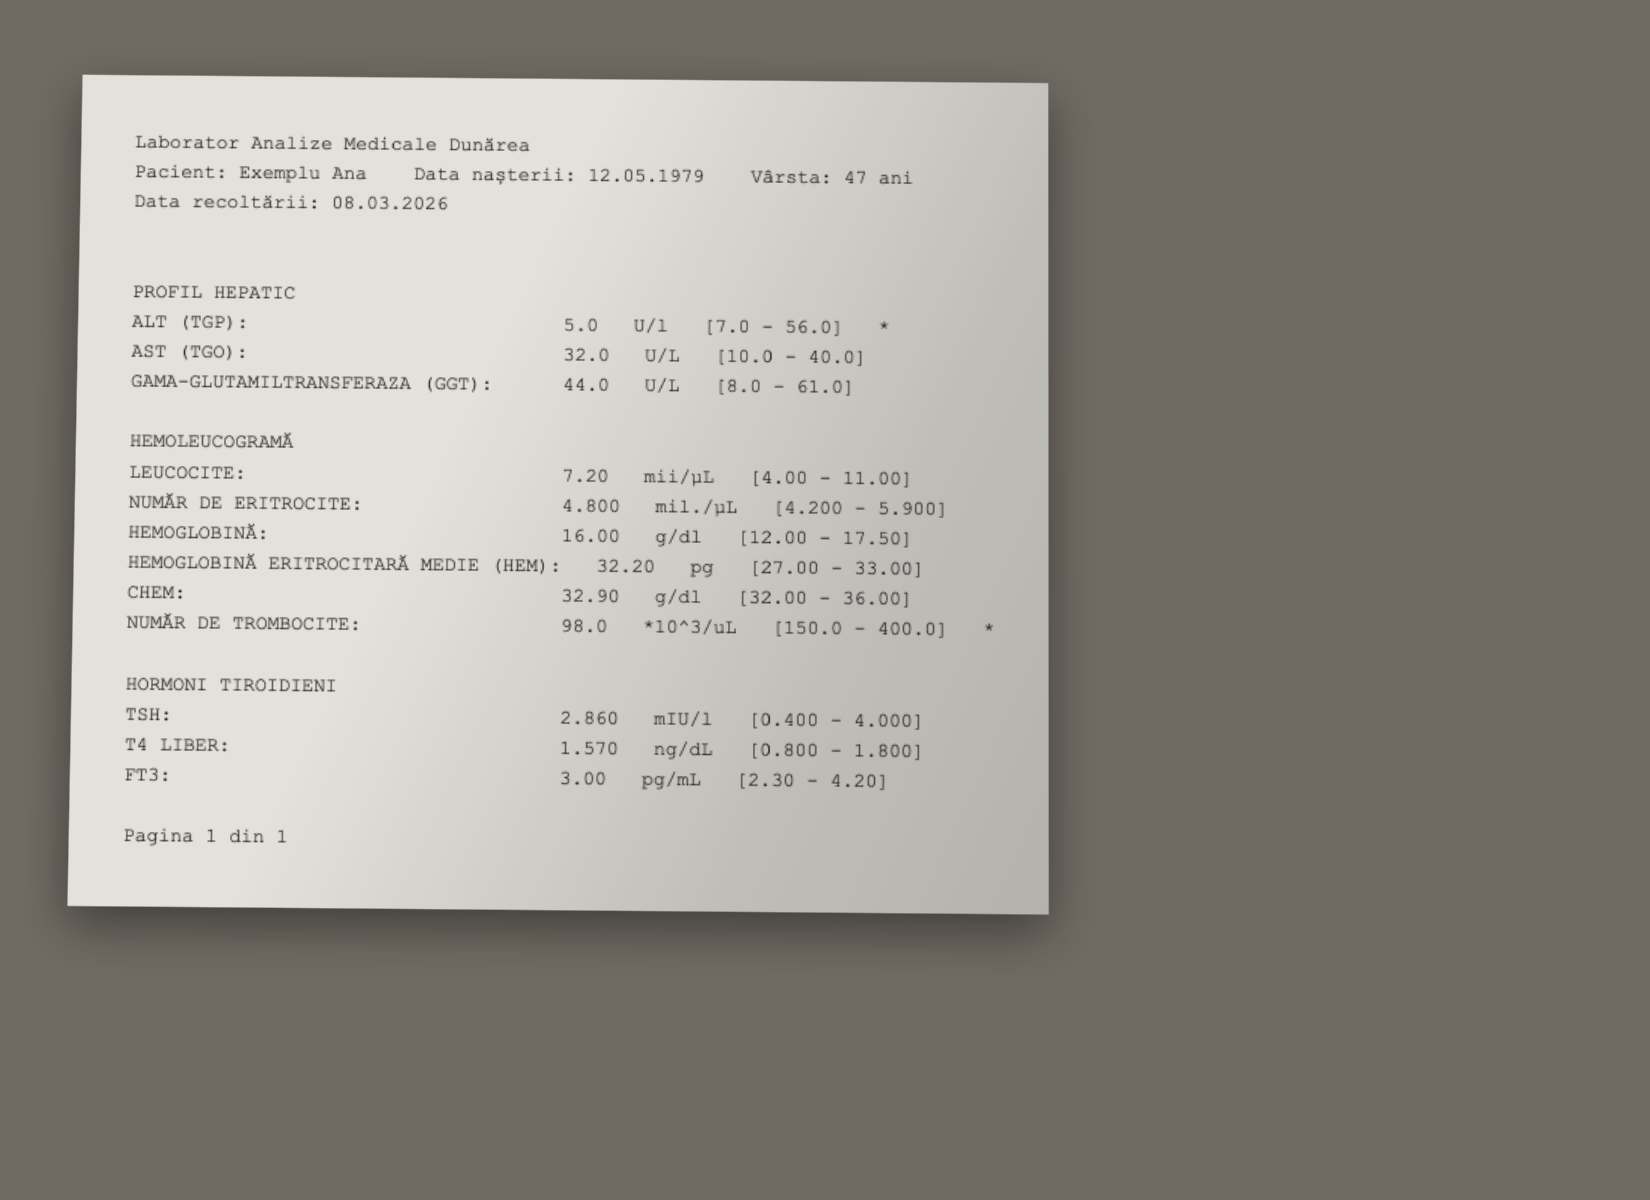 Laborator Analize Medicale Dunărea
Pacient: Exemplu Ana    Data nașterii: 12.05.1979    Vârsta: 47 ani
Data recoltării: 08.03.2026
PROFIL HEPATIC
ALT (TGP): 5.0 U/l [7.0 - 56.0] *
AST (TGO): 32.0 U/L [10.0 - 40.0]
GAMA-GLUTAMILTRANSFERAZA (GGT): 44.0 U/L [8.0 - 61.0]
HEMOLEUCOGRAMĂ
LEUCOCITE: 7.20 mii/µL [4.00 - 11.00]
NUMĂR DE ERITROCITE: 4.800 mil./µL [4.200 - 5.900]
HEMOGLOBINĂ: 16.00 g/dl [12.00 - 17.50]
HEMOGLOBINĂ ERITROCITARĂ MEDIE (HEM): 32.20 pg [27.00 - 33.00]
CHEM: 32.90 g/dl [32.00 - 36.00]
NUMĂR DE TROMBOCITE: 98.0 *10^3/uL [150.0 - 400.0] *
HORMONI TIROIDIENI
TSH: 2.860 mIU/l [0.400 - 4.000]
T4 LIBER: 1.570 ng/dL [0.800 - 1.800]
FT3: 3.00 pg/mL [2.30 - 4.20]
Pagina 1 din 1